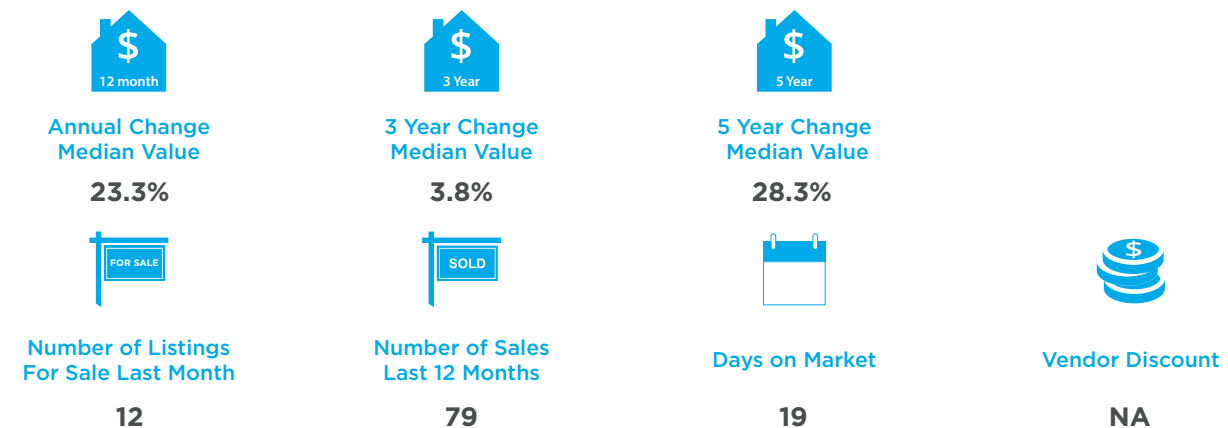 $
12 month
$
3 Year
$
5 Year
Annual Change
Median Value
3 Year Change
Median Value
5 Year Change
Median Value
23.3%
3.8%
28.3%
FOR SALE
SOLD
$
Number of Listings
For Sale Last Month
Number of Sales
Last 12 Months
Days on Market
Vendor Discount
12
79
19
NA